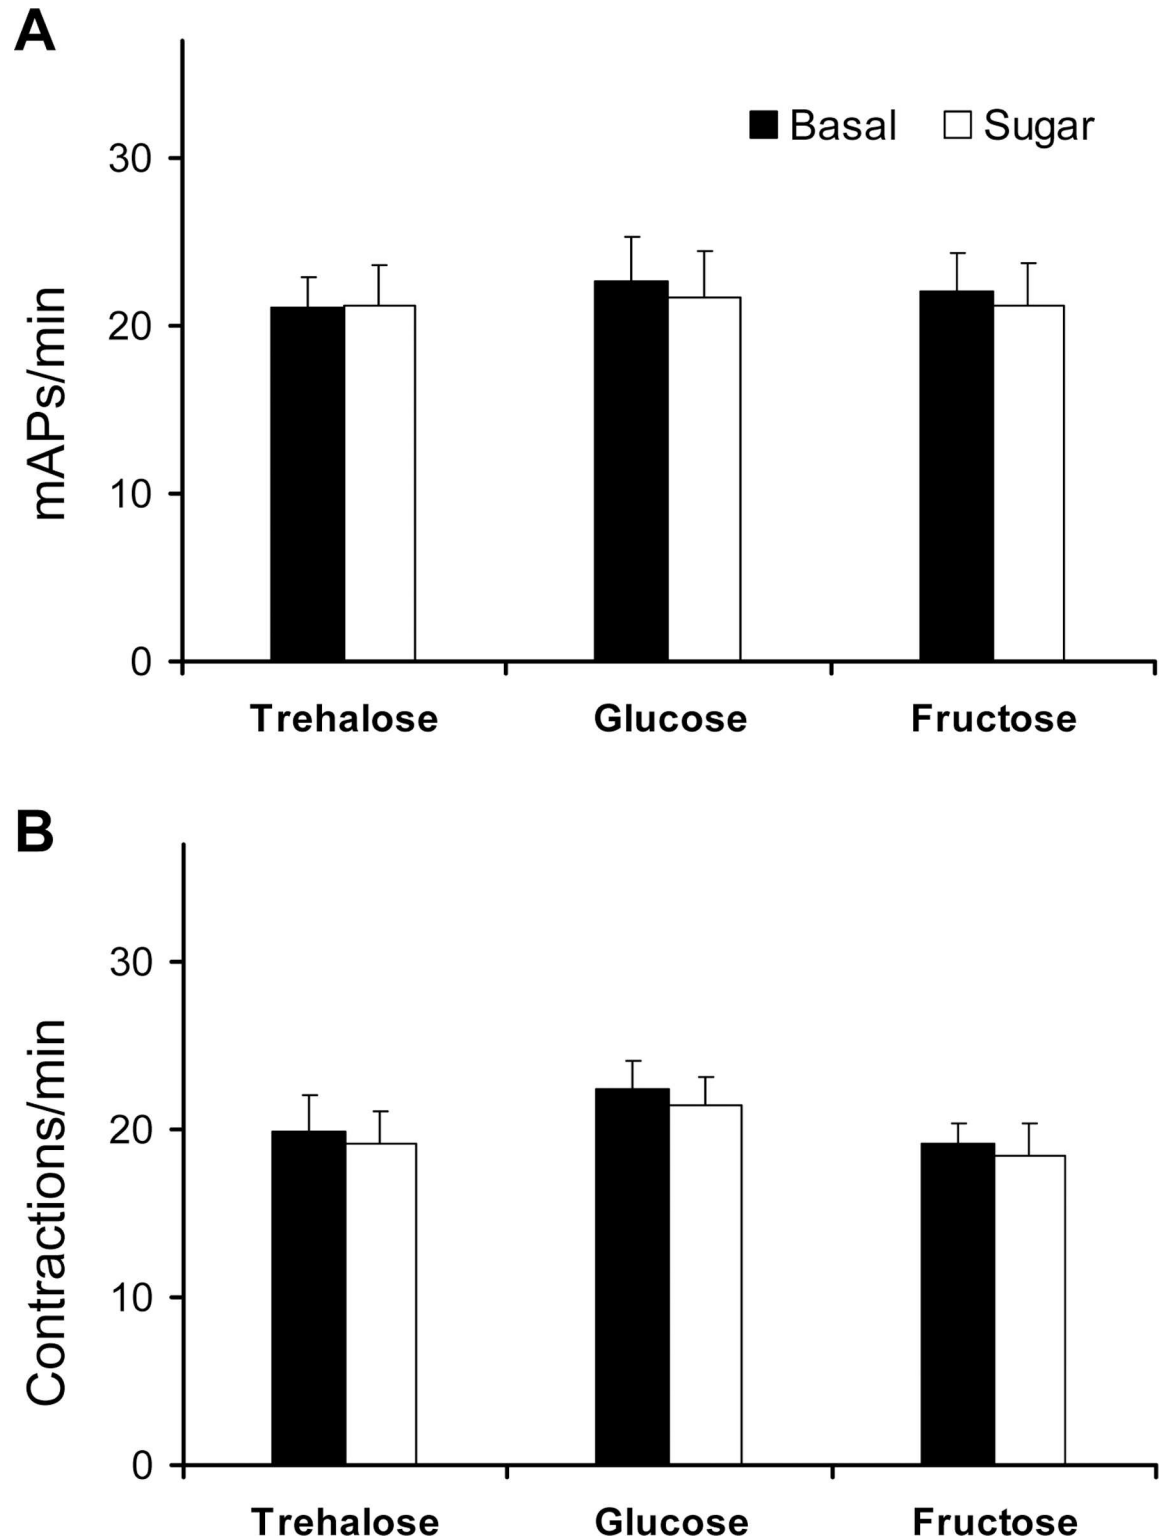 A
Basal Sugar
30
20
10
0
mAPs/min
Trehalose Glucose Fructose
B
30
20
10
0
Contractions/min
Trehalose Glucose Fructose